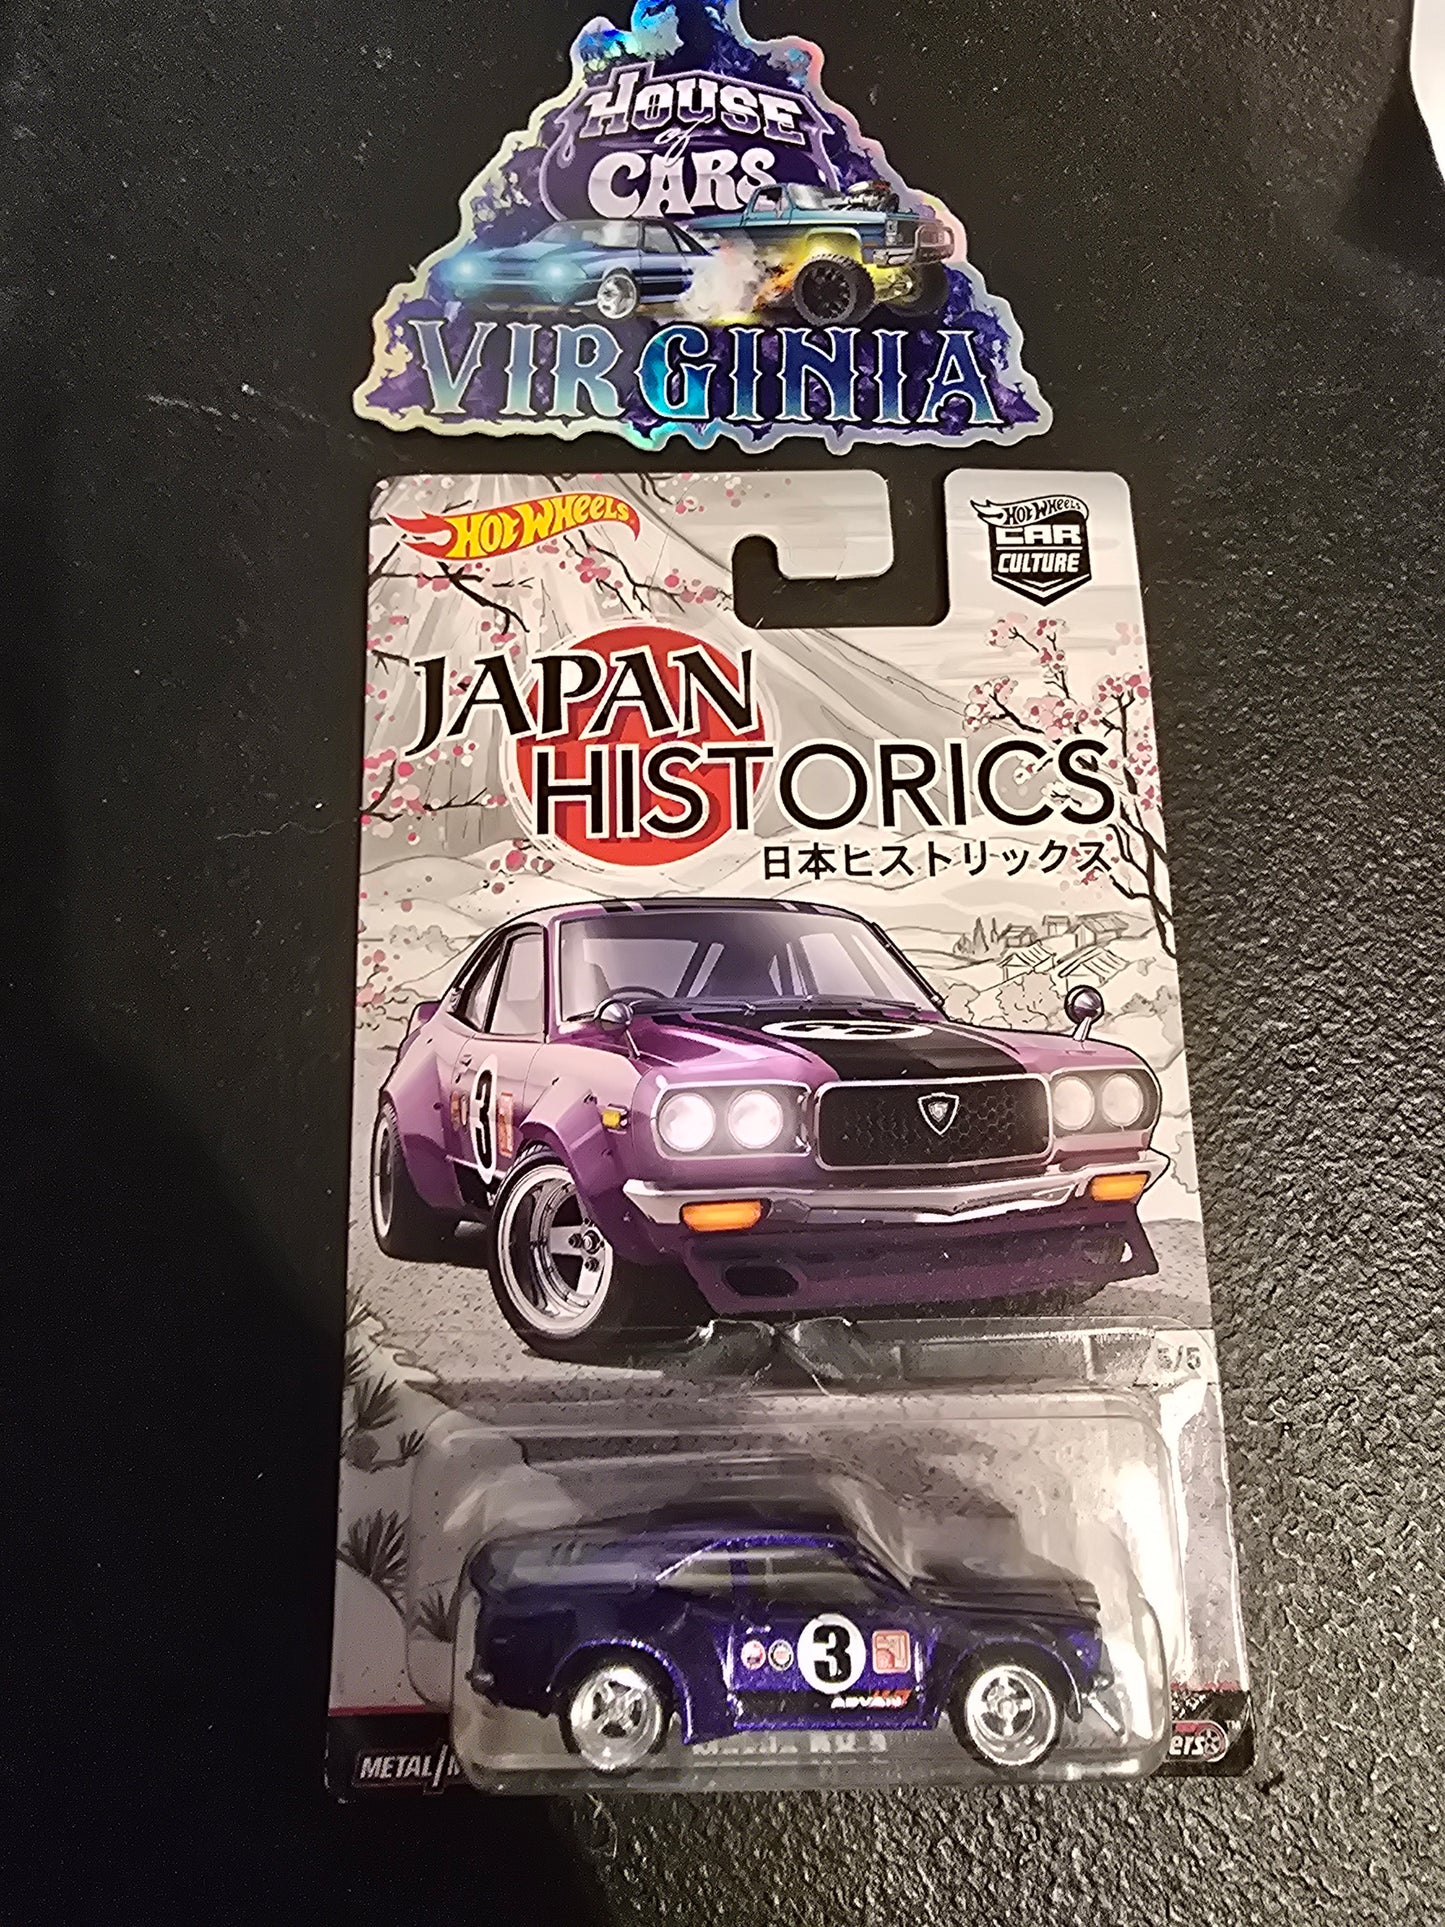 HOUSE
of
CARS
VIRGINIA
HOT WHEELS
HOT WHEELS
CAR
CULTURE
JAPAN
HISTORICS
日本ヒストリックス
3
5/5
3
ADVAN
METAL/